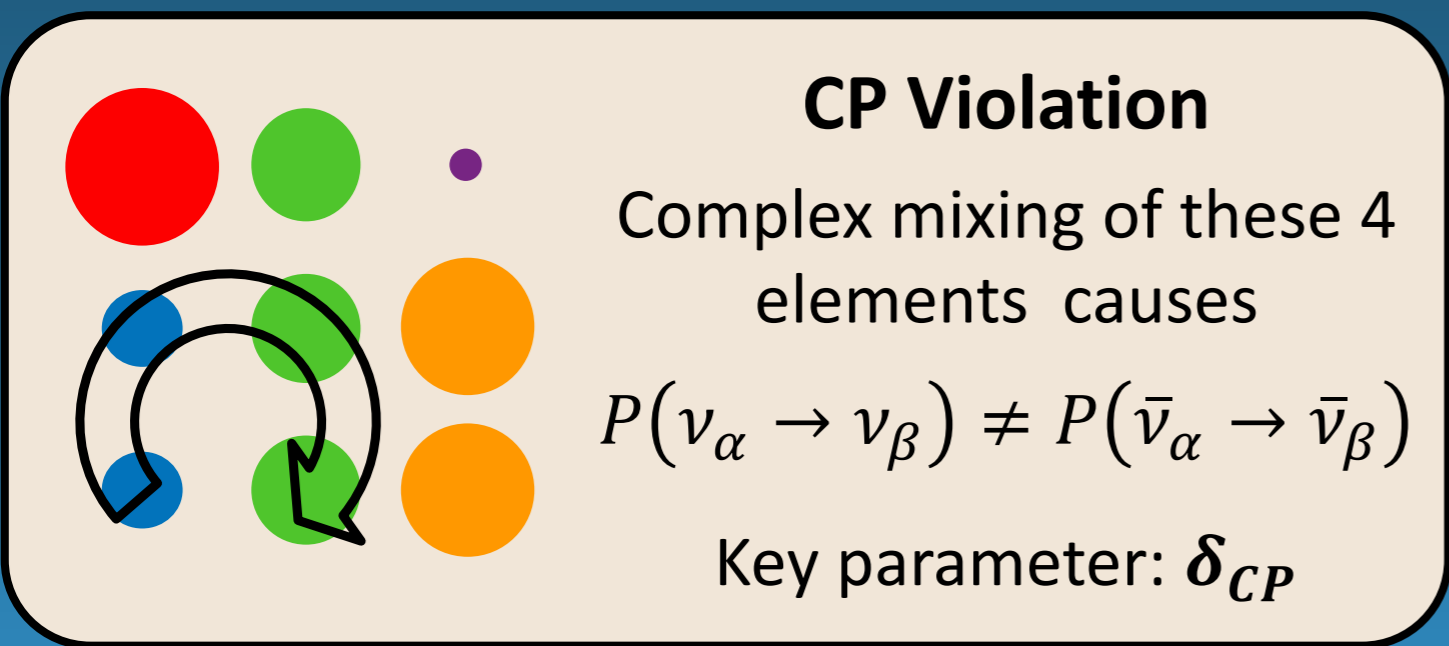 CP Violation
Complex mixing of these 4
elements causes
𝑃(𝜈_𝛼 → 𝜈_𝛽) ≠ 𝑃(𝜈̄_𝛼 → 𝜈̄_𝛽)
Key parameter: 𝜹_𝑪𝑷